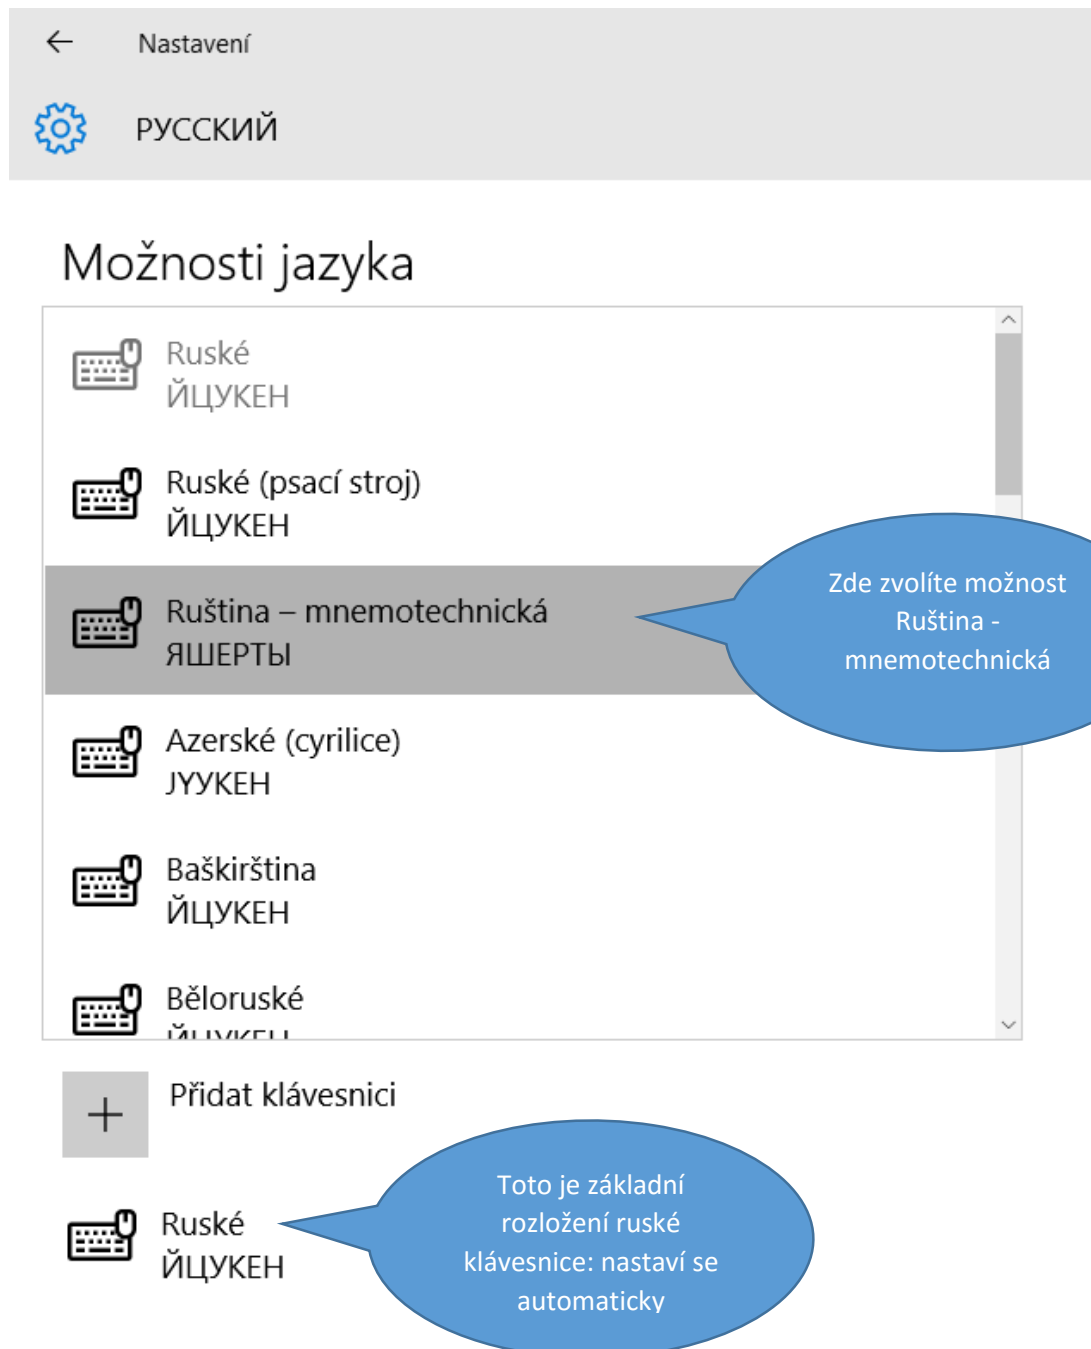 Nastavení
РУССКИЙ
Možnosti jazyka
Ruské
ЙЦУКЕН
Ruské (psací stroj)
ЙЦУКЕН
Ruština – mnemotechnická
ЯШЕРТЫ
Zde zvolíte možnost
Ruština -
mnemotechnická
Azerské (cyrilice)
ЈҮУКЕН
Baškirština
ЙЦУКЕН
Běloruské
Přidat klávesnici
Ruské
ЙЦУКЕН
Toto je základní
rozložení ruské
klávesnice: nastaví se
automaticky